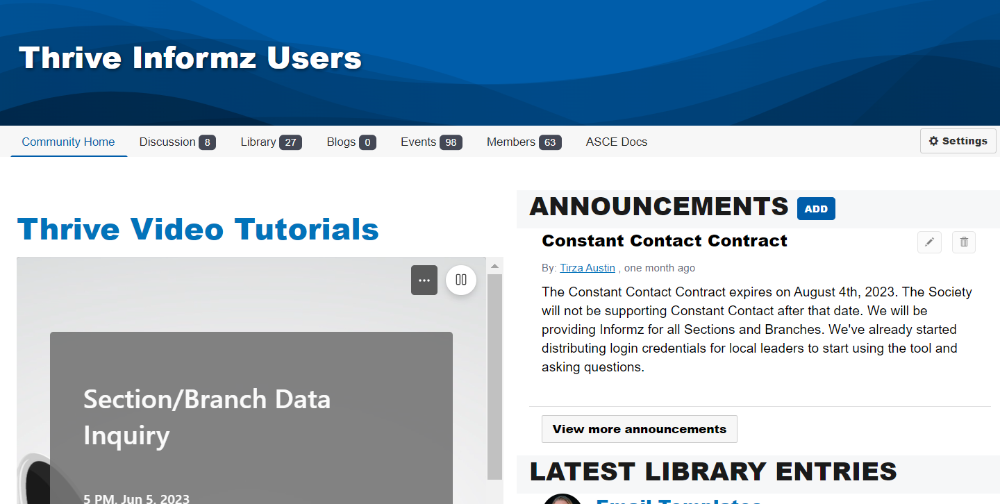 Thrive Informz Users
Community Home Discussion 8 Library 27 Blogs 0 Events 98 Members 63 ASCE Docs Settings
Thrive Video Tutorials
Section/Branch Data
Inquiry
5 PM, Jun 5, 2023
ANNOUNCEMENTS ADD
Constant Contact Contract
By: Tirza Austin , one month ago
The Constant Contact Contract expires on August 4th, 2023. The Society
will not be supporting Constant Contact after that date. We will be
providing Informz for all Sections and Branches. We've already started
distributing login credentials for local leaders to start using the tool and
asking questions.
View more announcements
LATEST LIBRARY ENTRIES
Email Templates